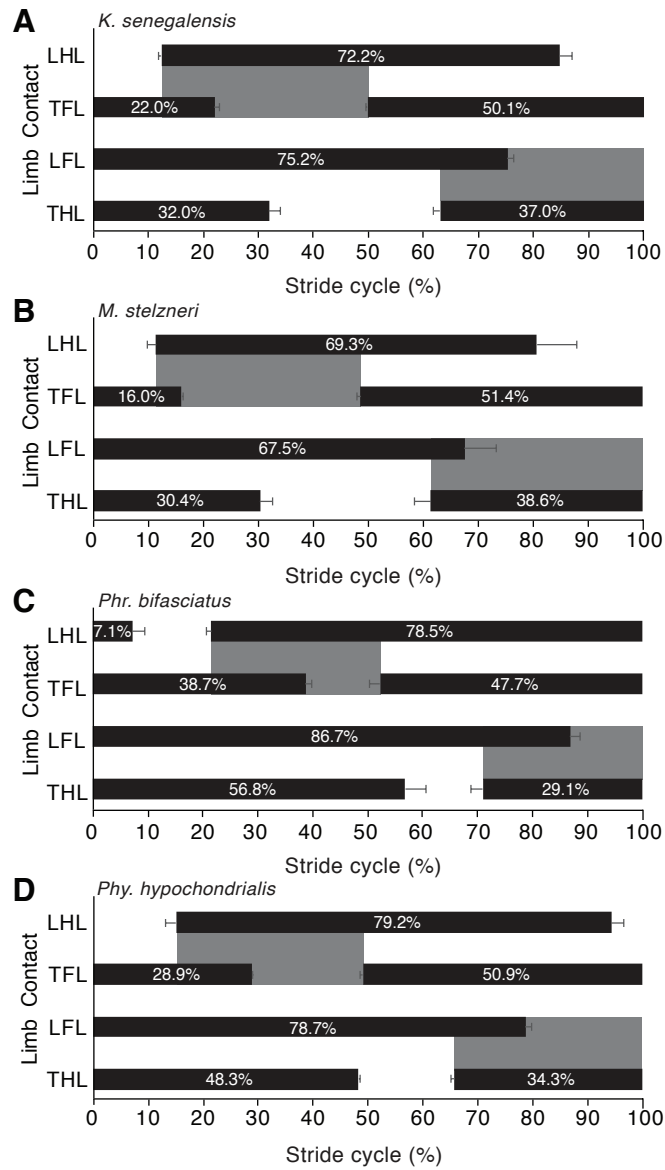 A K. senegalensis
LHL 72.2%
TFL 22.0% 50.1%
LFL 75.2%
THL 32.0% 37.0%
Limb Contact
0 10 20 30 40 50 60 70 80 90 100
Stride cycle (%)
B M. stelzneri
LHL 69.3%
TFL 16.0% 51.4%
LFL 67.5%
THL 30.4% 38.6%
Limb Contact
0 10 20 30 40 50 60 70 80 90 100
Stride cycle (%)
C Phr. bifasciatus
LHL 7.1% 78.5%
TFL 38.7% 47.7%
LFL 86.7%
THL 56.8% 29.1%
Limb Contact
0 10 20 30 40 50 60 70 80 90 100
Stride cycle (%)
D Phy. hypochondrialis
LHL 79.2%
TFL 28.9% 50.9%
LFL 78.7%
THL 48.3% 34.3%
Limb Contact
0 10 20 30 40 50 60 70 80 90 100
Stride cycle (%)